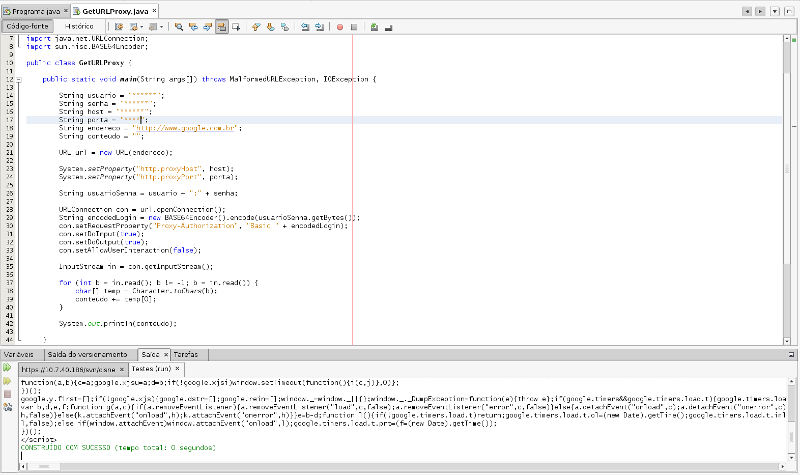 Programa java
GetURLProxy.java
Código-fonte
Histórico
7 import java.net.URLConnection;
8 import sun.misc.BASE64Encoder;
9
10 public class GetURLProxy {
11
12 public static void main(String args[]) throws MalformedURLException, IOException {
13
14 String usuario = "******";
15 String senha = "******";
16 String host = "******";
17 String porta = "****";
18 String endereco = "http://www.google.com.br";
19 String conteudo = "";
20
21 URL url = new URL(endereco);
22
23 System.setProperty("http.proxyHost", host);
24 System.setProperty("http.proxyPort", porta);
25
26 String usuarioSenha = usuario + ":" + senha;
27
28 URLConnection con = url.openConnection();
29 String encodedLogin = new BASE64Encoder().encode(usuarioSenha.getBytes());
30 con.setRequestProperty("Proxy-Authorization", "Basic " + encodedLogin);
31 con.setDoInput(true);
32 con.setDoOutput(true);
33 con.setAllowUserInteraction(false);
34
35 InputStream in = con.getInputStream();
36
37 for (int b = in.read(); b != -1; b = in.read()) {
38 char[] temp = Character.toChars(b);
39 conteudo += temp[0];
40 }
41
42 System.out.println(conteudo);
43
44 }
Variáveis
Saída do versionamento
Saída
Tarefas
https://10.7.40.186/svn/cisne
Testes (run)
function(a,b){c=a;google.xjsu=a;d=b;if(!google.xjsi)window.setTimeout(function(){i(c,j)},0)};
})();
google.y.first=[];if(!google.xjs){google.dstr=[];google.rein=[];window._=window._||{};window._._DumpException=function(e){throw e};if(google.timers&&google.timers.load.t){google.timers.load.t
var b,d,e,f;function g(a,c){if(a.removeEventListener){a.removeEventListener("load",c,false);a.removeEventListener("error",c,false)}else{a.detachEvent("onload",c);a.detachEvent("onerror",c)
h,false)}else{k.attachEvent("onload",h);k.attachEvent("onerror",h)}}e=b-d;function l(){if(!google.timers.load.t)return;google.timers.load.t.ol=(new Date).getTime();google.timers.load.t.iml
l,false);else if(window.attachEvent)window.attachEvent("onload",l);google.timers.load.t.prt=(f=(new Date).getTime());
})();
</script>
CONSTRUÍDO COM SUCESSO (tempo total: 0 segundos)